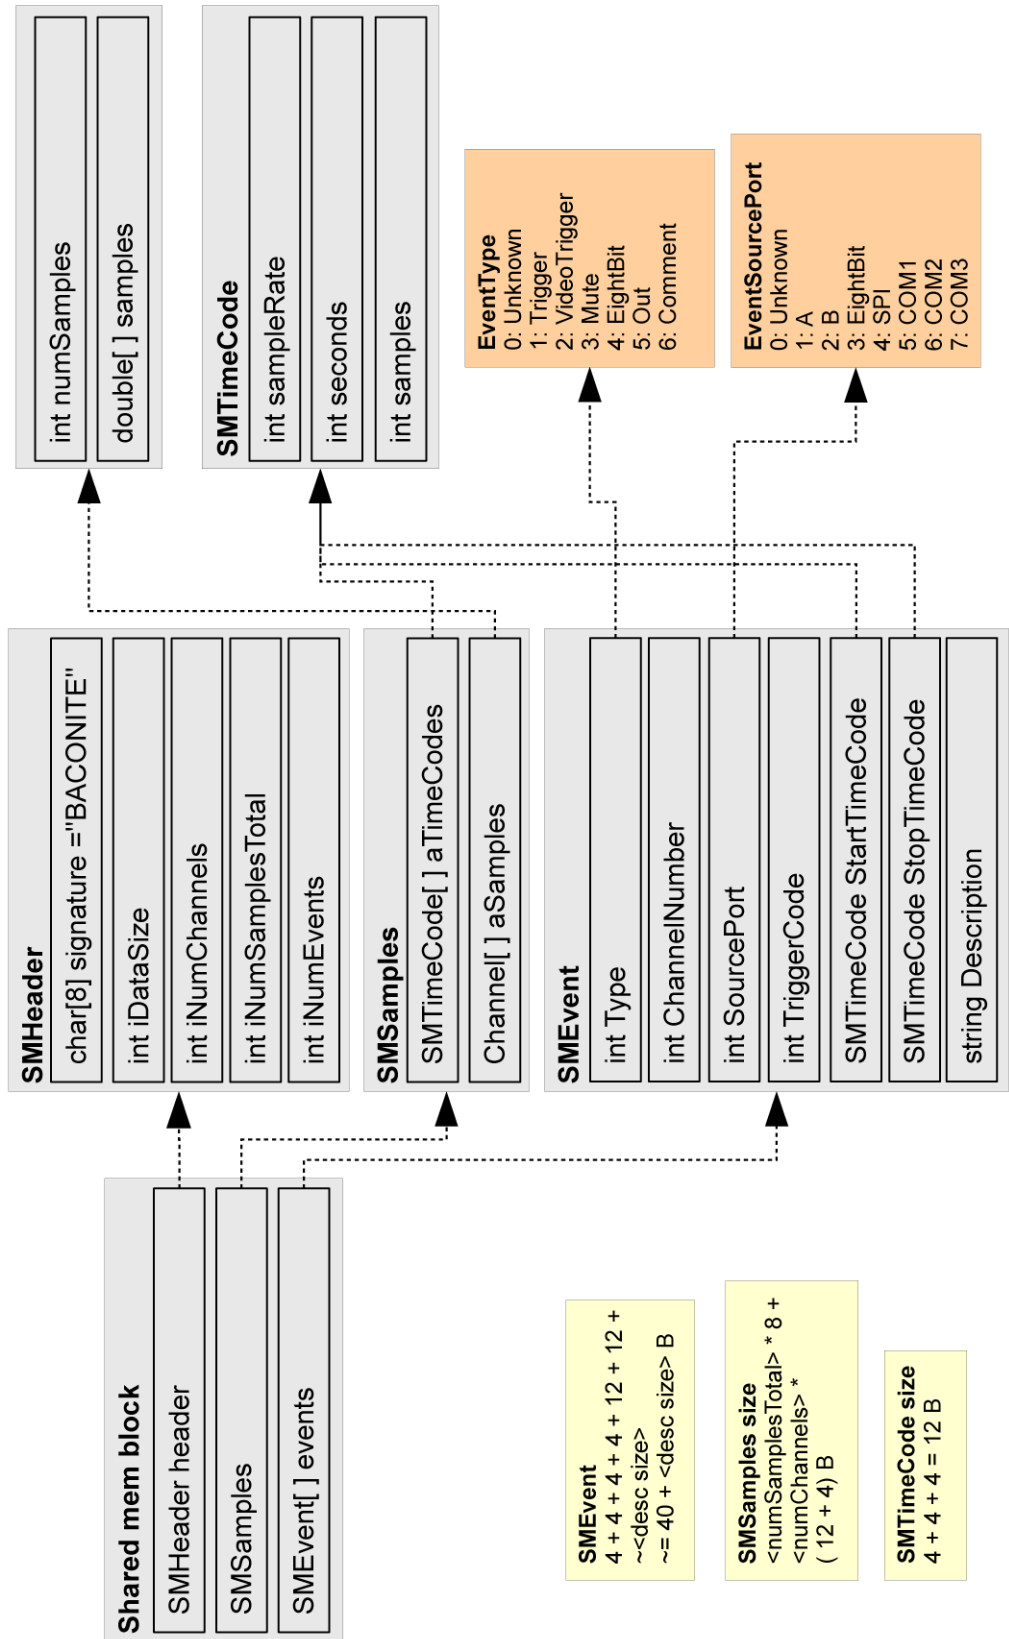 Shared mem block
SMHeader header
SMSamples
SMEvent[ ] events
SMHeader
char[8] signature ="BACONITE"
int iDataSize
int iNumChannels
int iNumSamplesTotal
int iNumEvents
SMSamples
SMTimeCode[ ] aTimeCodes
Channel[ ] aSamples
SMEvent
int Type
int ChannelNumber
int SourcePort
int TriggerCode
SMTimeCode StartTimeCode
SMTimeCode StopTimeCode
string Description
int numSamples
double[ ] samples
SMTimeCode
int sampleRate
int seconds
int samples
EventType
0: Unknown
1: Trigger
2: VideoTrigger
3: Mute
4: EightBit
5: Out
6: Comment
EventSourcePort
0: Unknown
1: A
2: B
3: EightBit
4: SPI
5: COM1
6: COM2
7: COM3
SMEvent
4 + 4 + 4 + 4 + 12 + 12 +
~<desc size>
~= 40 + <desc size> B
SMSamples size
<numSamplesTotal> * 8 +
<numChannels> *
( 12 + 4) B
SMTimeCode size
4 + 4 + 4 = 12 B